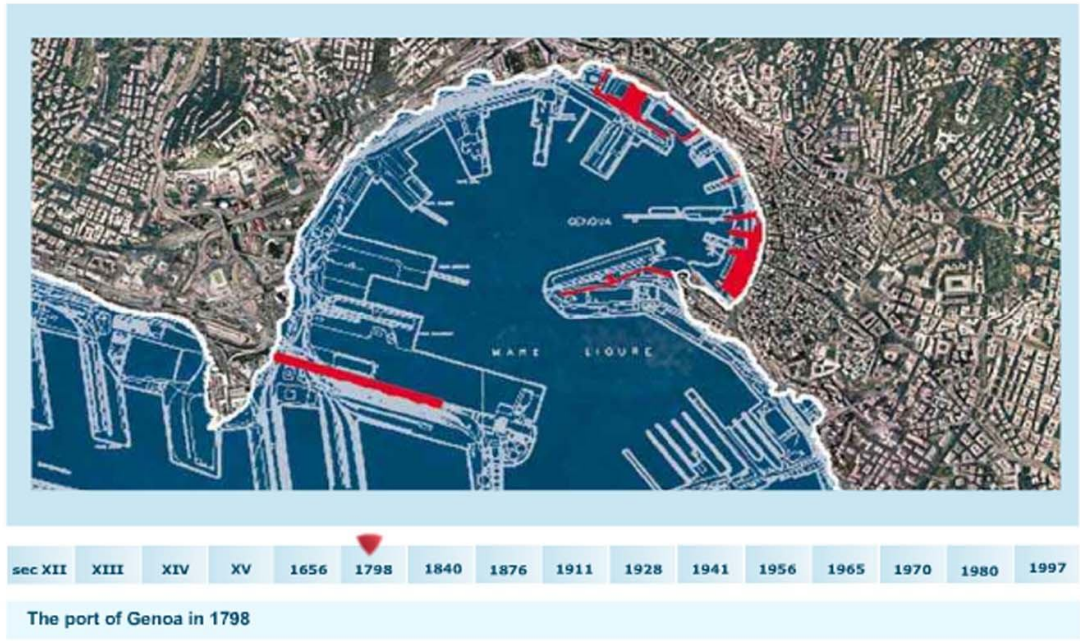 GENOVA
MARE LIGURE
sec XII XIII XIV XV 1656 1798 1840 1876 1911 1928 1941 1956 1965 1970 1980 1997
The port of Genoa in 1798